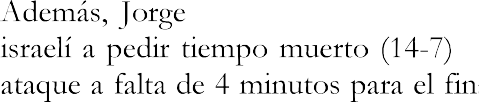 Además, Jorge
israelí a pedir tiempo muerto (14-7)
ataque a falta de 4 minutos para el fin